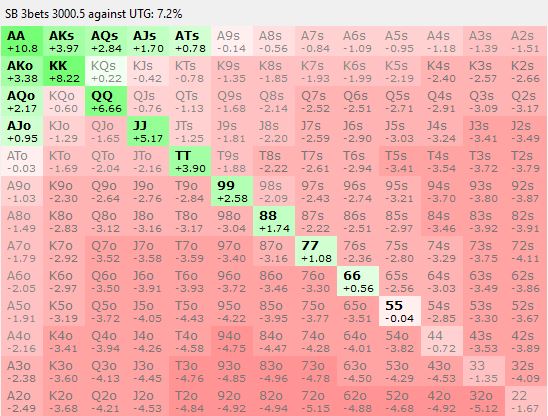 SB 3bets 3000.5 against UTG: 7.2%
AA AKs AQs AJs ATs A9s A8s A7s A6s A5s A4s A3s A2s
+10.8 +3.97 +2.84 +1.70 +0.78 -0.14 -0.56 -0.84 -1.09 -0.95 -1.18 -1.39 -1.51
AKo KK KQs KJs KTs K9s K8s K7s K6s K5s K4s K3s K2s
+3.38 +8.22 +0.22 -0.42 -0.78 -1.35 -1.85 -1.93 -1.99 -2.19 -2.40 -2.57 -2.66
AQo KQo QQ QJs QTs Q9s Q8s Q7s Q6s Q5s Q4s Q3s Q2s
+2.17 -0.60 +6.66 -0.76 -1.13 -1.68 -2.14 -2.52 -2.51 -2.71 -2.91 -3.09 -3.17
AJo KJo QJo JJ JTs J9s J8s J7s J6s J5s J4s J3s J2s
+0.95 -1.29 -1.65 +5.17 -1.25 -1.81 -2.20 -2.59 -2.90 -3.03 -3.24 -3.41 -3.49
ATo KTo QTo JTo TT T9s T8s T7s T6s T5s T4s T3s T2s
-0.03 -1.69 -2.04 -2.16 +3.90 -1.88 -2.22 -2.61 -2.94 -3.41 -3.54 -3.72 -3.79
A9o K9o Q9o J9o T9o 99 98s 97s 96s 95s 94s 93s 92s
-1.03 -2.30 -2.64 -2.76 -2.84 +2.58 -2.09 -2.43 -2.74 -3.21 -3.70 -3.80 -3.87
A8o K8o Q8o J8o T8o 98o 88 87s 86s 85s 84s 83s 82s
-1.49 -2.83 -3.12 -3.16 -3.17 -3.04 +1.74 -2.22 -2.51 -2.97 -3.46 -3.92 -3.91
A7o K7o Q7o J7o T7o 97o 87o 77 76s 75s 74s 73s 72s
-1.79 -2.92 -3.52 -3.58 -3.59 -3.40 -3.16 +1.08 -2.36 -2.80 -3.29 -3.75 -4.11
A6o K6o Q6o J6o T6o 96o 86o 76o 66 65s 64s 63s 62s
-2.05 -2.97 -3.50 -3.91 -3.93 -3.72 -3.46 -3.30 +0.56 -2.56 -3.03 -3.49 -3.86
A5o K5o Q5o J5o T5o 95o 85o 75o 65o 55 54s 53s 52s
-1.91 -3.19 -3.72 -4.05 -4.43 -4.22 -3.95 -3.77 -3.51 -0.04 -2.85 -3.30 -3.67
A4o K4o Q4o J4o T4o 94o 84o 74o 64o 54o 44 43s 42s
-2.16 -3.41 -3.94 -4.26 -4.58 -4.75 -4.47 -4.28 -4.01 -3.82 -0.72 -3.53 -3.89
A3o K3o Q3o J3o T3o 93o 83o 73o 63o 53o 43o 33 32s
-2.38 -3.60 -4.13 -4.45 -4.76 -4.85 -4.96 -4.78 -4.50 -4.29 -4.53 -1.35 -4.09
A2o K2o Q2o J2o T2o 92o 82o 72o 62o 52o 42o 32o 22
-2.49 -3.68 -4.21 -4.53 -4.84 -4.92 -4.94 -5.15 -4.88 -4.68 -4.92 -5.12 -1.67